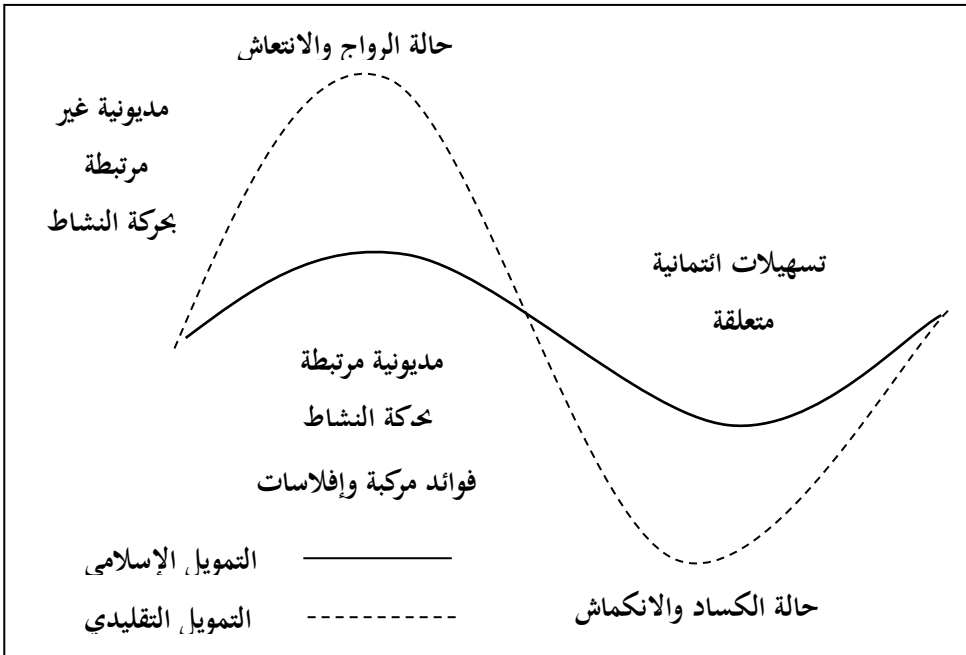 حالة الرواج والانتعاش
مديونية غير
مرتبطة
بحركة النشاط
تسهيلات ائتمانية
متعلقة
مديونية مرتبطة
بحركة النشاط
فوائد مركبة وإفلاسات
التمويل الإسلامي
التمويل التقليدي
حالة الكساد والانكماش